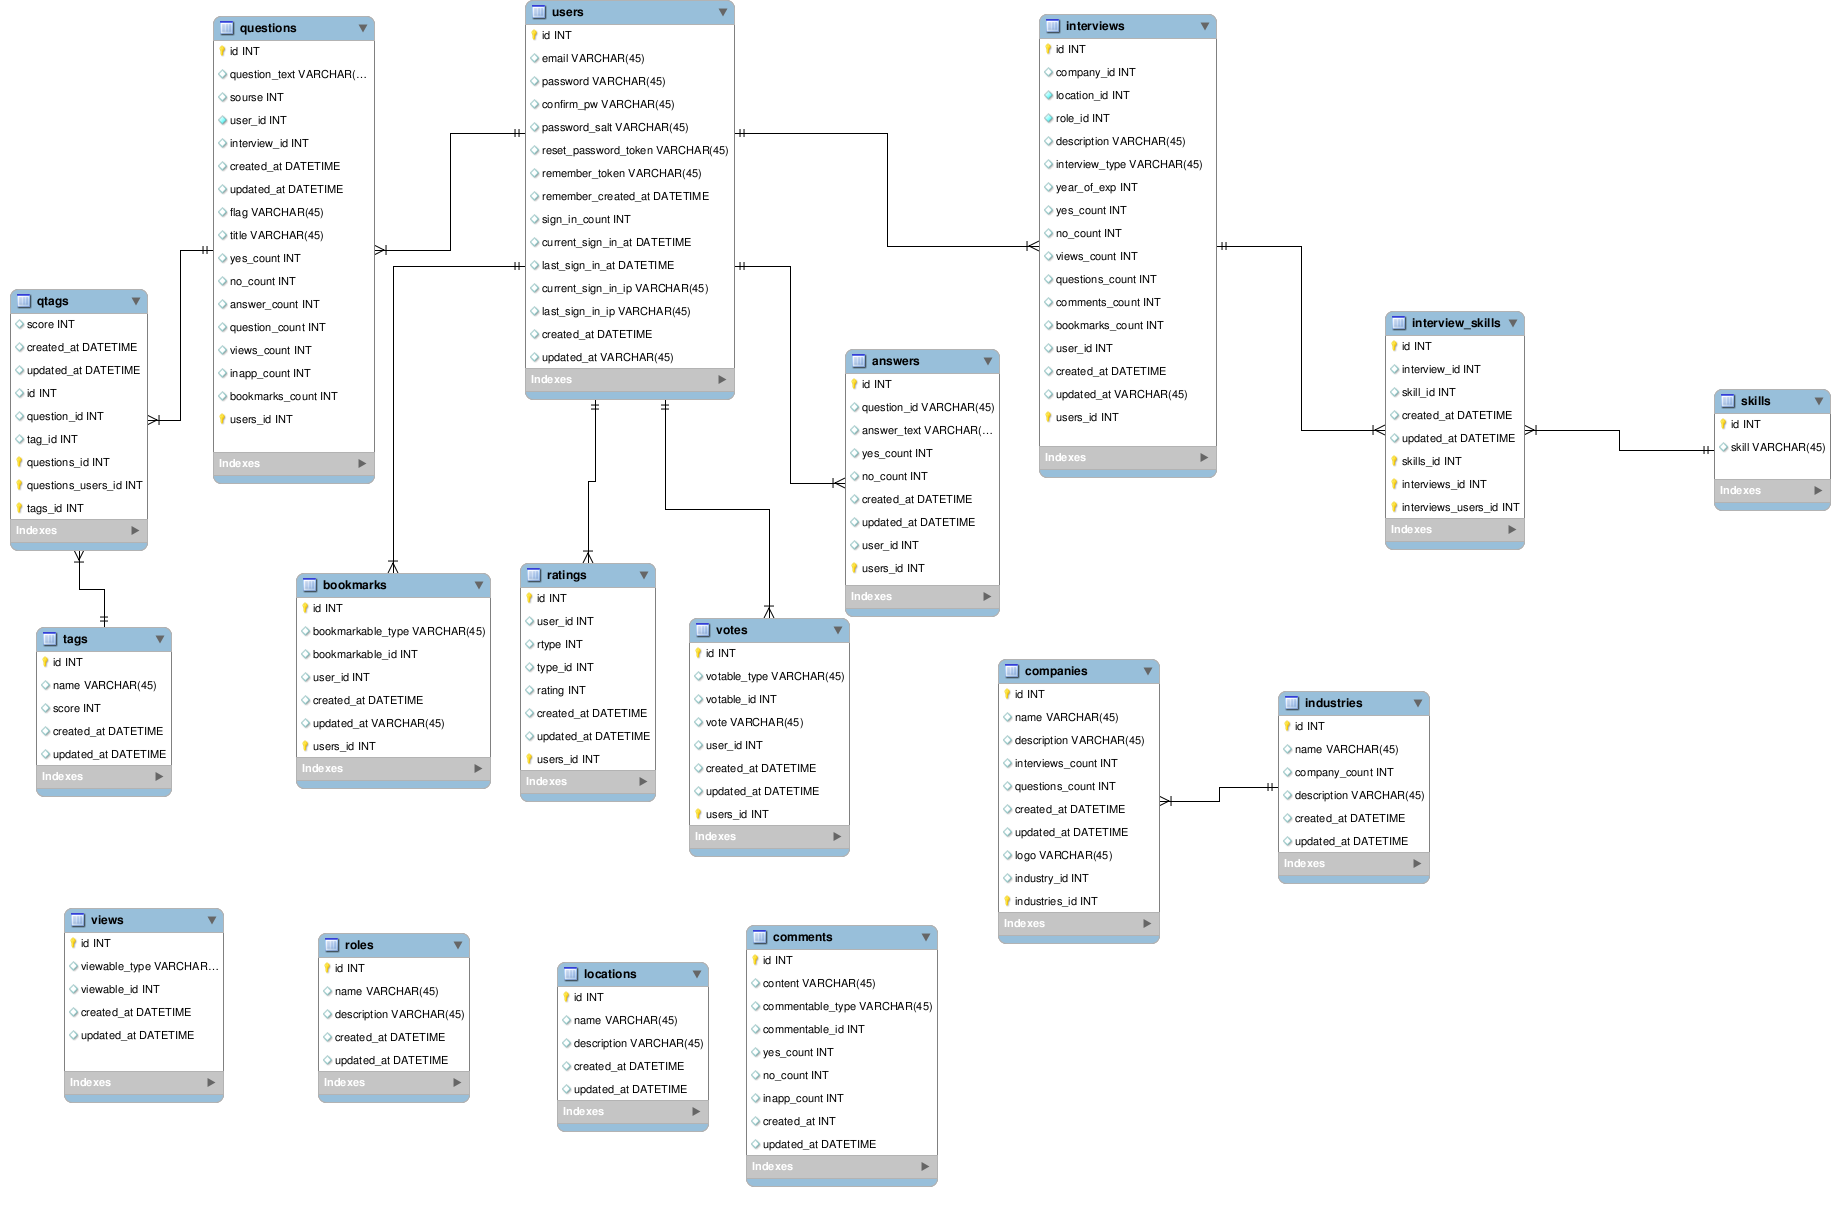 questions
id INT
question_text VARCHAR(...
sourse INT
user_id INT
interview_id INT
created_at DATETIME
updated_at DATETIME
flag VARCHAR(45)
title VARCHAR(45)
yes_count INT
no_count INT
answer_count INT
question_count INT
views_count INT
inapp_count INT
bookmarks_count INT
users_id INT
Indexes
users
id INT
email VARCHAR(45)
password VARCHAR(45)
confirm_pw VARCHAR(45)
password_salt VARCHAR(45)
reset_password_token VARCHAR(45)
remember_token VARCHAR(45)
remember_created_at DATETIME
sign_in_count INT
current_sign_in_at DATETIME
last_sign_in_at DATETIME
current_sign_in_ip VARCHAR(45)
last_sign_in_ip VARCHAR(45)
created_at DATETIME
updated_at VARCHAR(45)
Indexes
interviews
id INT
company_id INT
location_id INT
role_id INT
description VARCHAR(45)
interview_type VARCHAR(45)
year_of_exp INT
yes_count INT
no_count INT
views_count INT
questions_count INT
comments_count INT
bookmarks_count INT
user_id INT
created_at DATETIME
updated_at VARCHAR(45)
users_id INT
Indexes
qtags
score INT
created_at DATETIME
updated_at DATETIME
id INT
question_id INT
tag_id INT
questions_id INT
questions_users_id INT
tags_id INT
Indexes
answers
id INT
question_id VARCHAR(45)
answer_text VARCHAR(...
yes_count INT
no_count INT
created_at DATETIME
updated_at DATETIME
user_id INT
users_id INT
Indexes
interview_skills
id INT
interview_id INT
skill_id INT
created_at DATETIME
updated_at DATETIME
skills_id INT
interviews_id INT
interviews_users_id INT
Indexes
skills
id INT
skill VARCHAR(45)
Indexes
tags
id INT
name VARCHAR(45)
score INT
created_at DATETIME
updated_at DATETIME
Indexes
bookmarks
id INT
bookmarkable_type VARCHAR(45)
bookmarkable_id INT
user_id INT
created_at DATETIME
updated_at VARCHAR(45)
users_id INT
Indexes
ratings
id INT
user_id INT
rtype INT
type_id INT
rating INT
created_at DATETIME
updated_at DATETIME
users_id INT
Indexes
votes
id INT
votable_type VARCHAR(45)
votable_id INT
vote VARCHAR(45)
user_id INT
created_at DATETIME
updated_at DATETIME
users_id INT
Indexes
companies
id INT
name VARCHAR(45)
description VARCHAR(45)
interviews_count INT
questions_count INT
created_at DATETIME
updated_at DATETIME
logo VARCHAR(45)
industry_id INT
industries_id INT
Indexes
industries
id INT
name VARCHAR(45)
company_count INT
description VARCHAR(45)
created_at DATETIME
updated_at DATETIME
Indexes
views
id INT
viewable_type VARCHAR...
viewable_id INT
created_at DATETIME
updated_at DATETIME
Indexes
roles
id INT
name VARCHAR(45)
description VARCHAR(45)
created_at DATETIME
updated_at DATETIME
Indexes
locations
id INT
name VARCHAR(45)
description VARCHAR(45)
created_at DATETIME
updated_at DATETIME
Indexes
comments
id INT
content VARCHAR(45)
commentable_type VARCHAR(45)
commentable_id INT
yes_count INT
no_count INT
inapp_count INT
created_at INT
updated_at DATETIME
Indexes